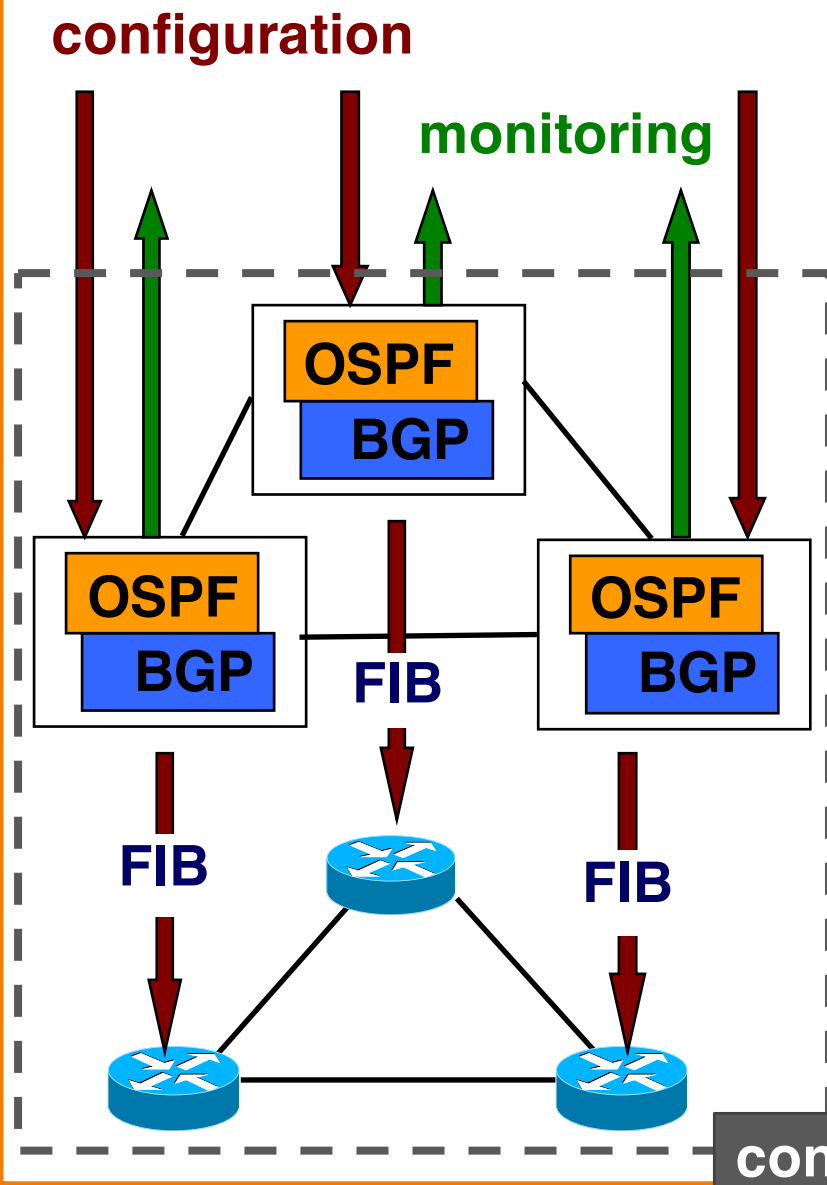 configuration
monitoring
OSPF
BGP
OSPF
BGP
OSPF
BGP
FIB
FIB
FIB